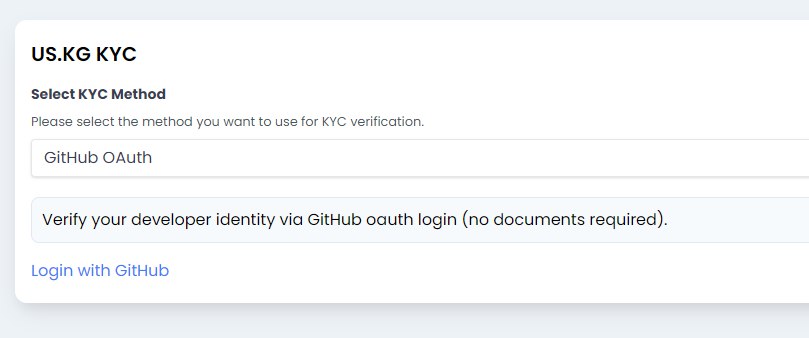 US.KG KYC
Select KYC Method
Please select the method you want to use for KYC verification.
GitHub OAuth
Verify your developer identity via GitHub oauth login (no documents required).
Login with GitHub